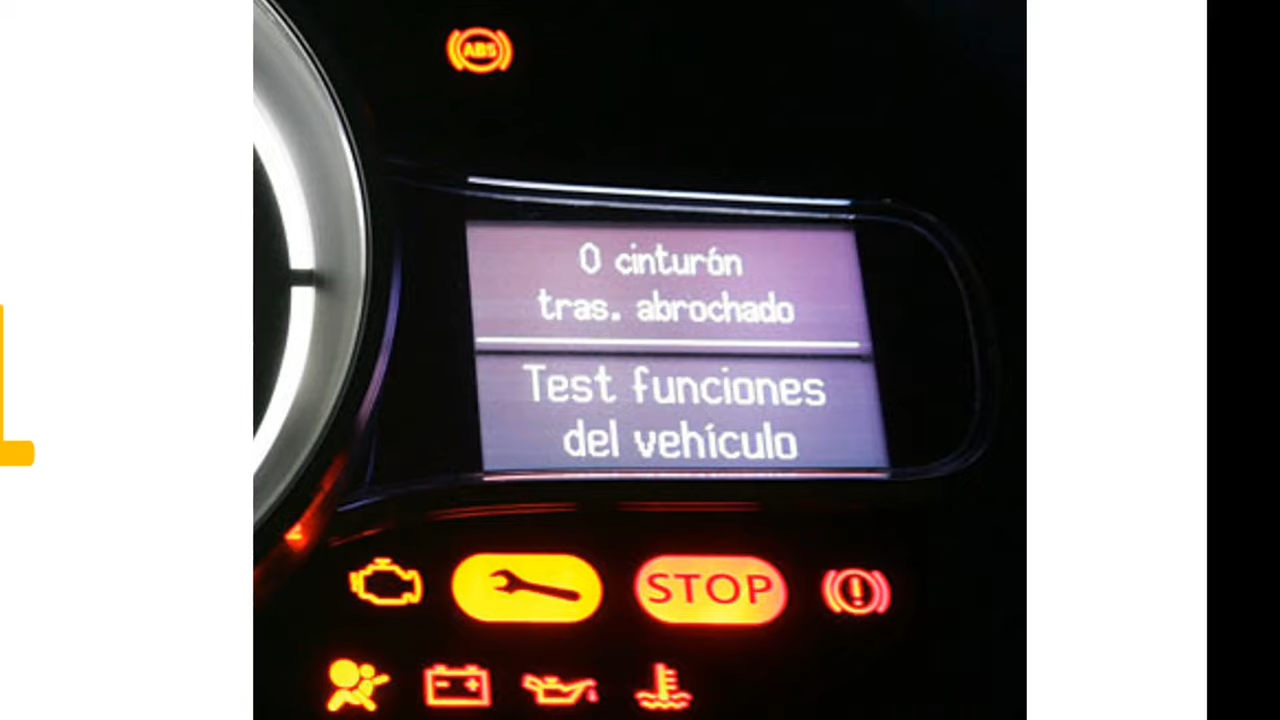 ABS
0 cinturón
tras. abrochado
Test funciones
del vehículo
STOP